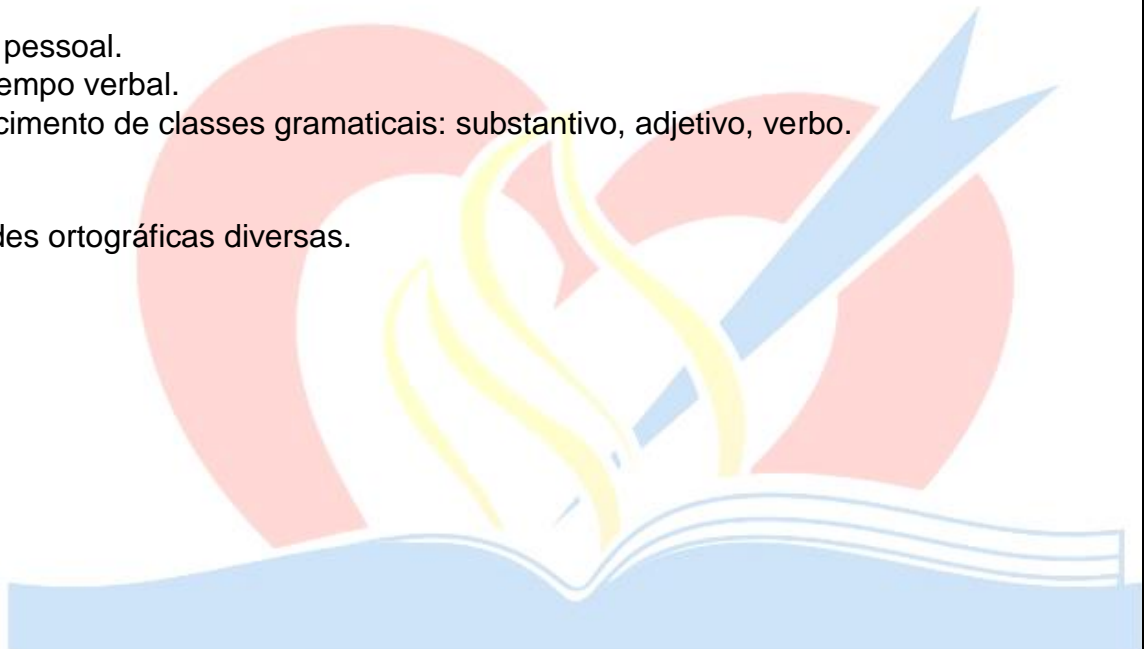 pessoal.
empo verbal.
cimento de classes gramaticais: substantivo, adjetivo, verbo.
des ortográficas diversas.